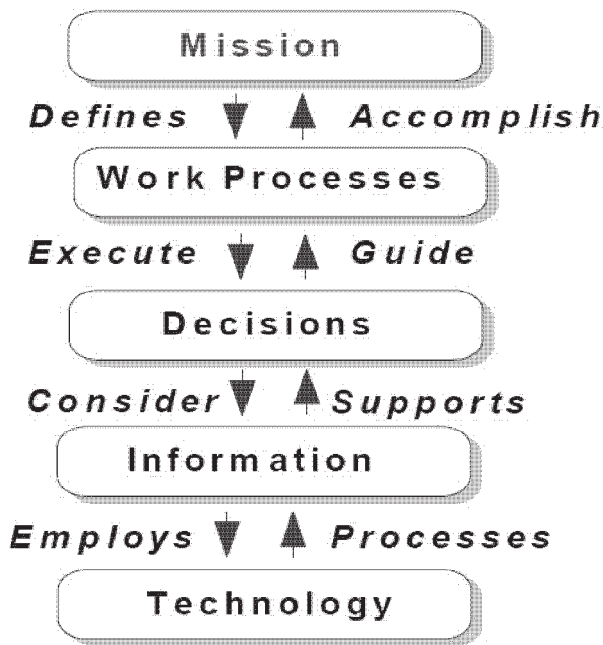 Mission
Defines Accomplish
Work Processes
Execute Guide
Decisions
Consider Supports
Information
Employs Processes
Technology